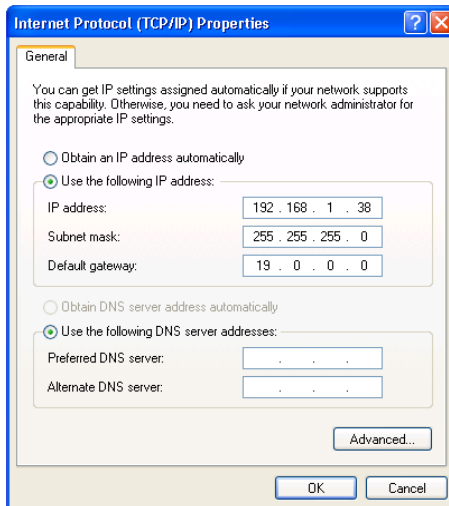 Internet Protocol (TCP/IP) Properties
General
You can get IP settings assigned automatically if your network supports
this capability. Otherwise, you need to ask your network administrator for
the appropriate IP settings.
Obtain an IP address automatically
Use the following IP address:
IP address: 192 . 168 . 1 . 38
Subnet mask: 255 . 255 . 255 . 0
Default gateway: 19 . 0 . 0 . 0
Obtain DNS server address automatically
Use the following DNS server addresses:
Preferred DNS server: . . .
Alternate DNS server: . . .
Advanced...
OK Cancel